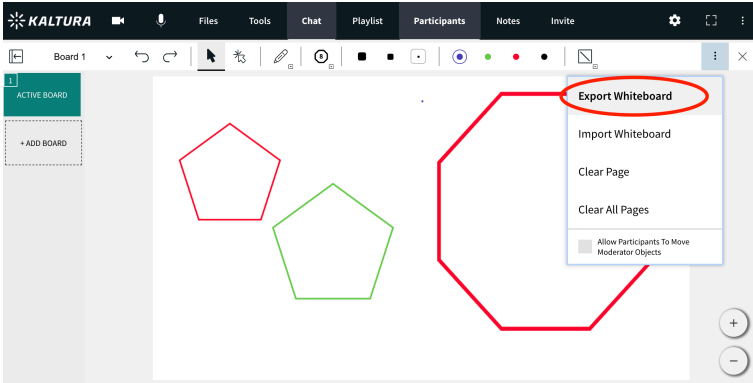 KALTURA Files Tools Chat Playlist Participants Notes Invite
Board 1 8
1
ACTIVE BOARD
+ ADD BOARD
Export Whiteboard
Import Whiteboard
Clear Page
Clear All Pages
Allow Participants To Move
Moderator Objects